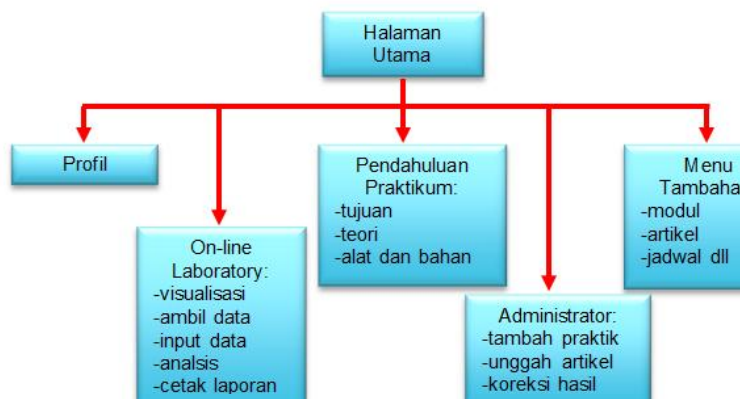 Halaman
Utama
Profil
On-line
Laboratory:
-visualisasi
-ambil data
-input data
-analsis
-cetak laporan
Pendahuluan
Praktikum:
-tujuan
-teori
-alat dan bahan
Administrator:
-tambah praktik
-unggah artikel
-koreksi hasil
Menu
Tambaha
-modul
-artikel
-jadwal dll